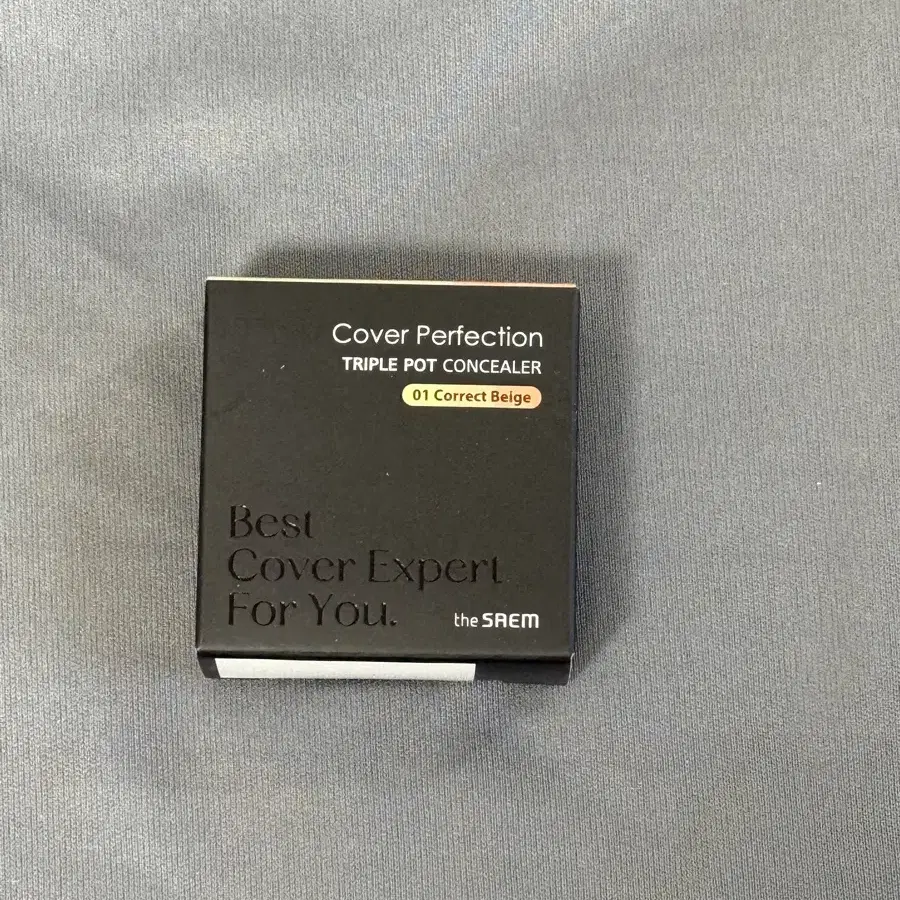 Cover Perfection
TRIPLE POT CONCEALER
01 Correct Beige
Best
Cover Expert
For You.
the SAEM